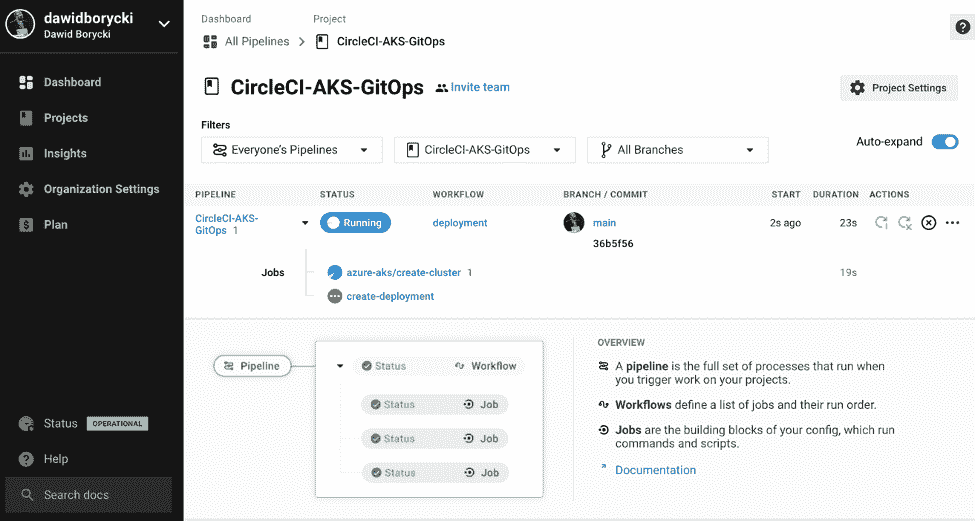 dawidborycki
Dawid Borycki
Dashboard
Projects
Insights
Organization Settings
Plan
Status OPERATIONAL
Help
Search docs
Dashboard Project
All Pipelines > CircleCI-AKS-GitOps
?
CircleCI-AKS-GitOps Invite team
Project Settings
Filters
Everyone's Pipelines CircleCI-AKS-GitOps All Branches
Auto-expand
PIPELINE STATUS WORKFLOW BRANCH / COMMIT START DURATION ACTIONS
CircleCI-AKS-
GitOps 1 Running deployment main 2s ago 23s
36b5f56
Jobs azure-aks/create-cluster 1 19s
create-deployment
Pipeline
Status Workflow
Status Job
Status Job
Status Job
OVERVIEW
A pipeline is the full set of processes that run when
you trigger work on your projects.
Workflows define a list of jobs and their run order.
Jobs are the building blocks of your config, which run
commands and scripts.
Documentation